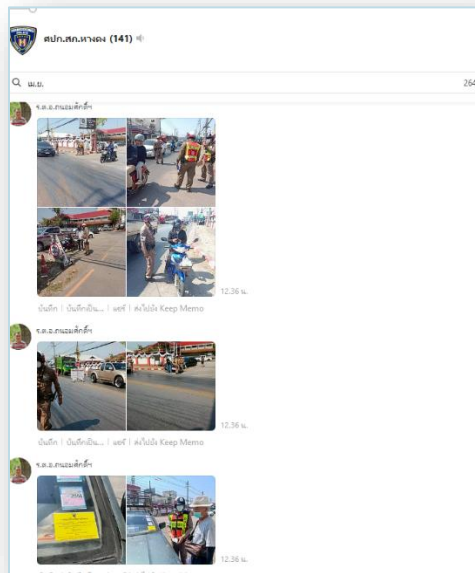 ศปก.สภ.หางดง (141)
เม.ย.
264
ร.ต.อ.ถนอมศักดิ์ฯ
12.36 น.
บันทึก | บันทึกเป็น... | แชร์ | ส่งไปยัง Keep Memo
ร.ต.อ.ถนอมศักดิ์ฯ
12.36 น.
บันทึก | บันทึกเป็น... | แชร์ | ส่งไปยัง Keep Memo
ร.ต.อ.ถนอมศักดิ์ฯ
12.36 น.